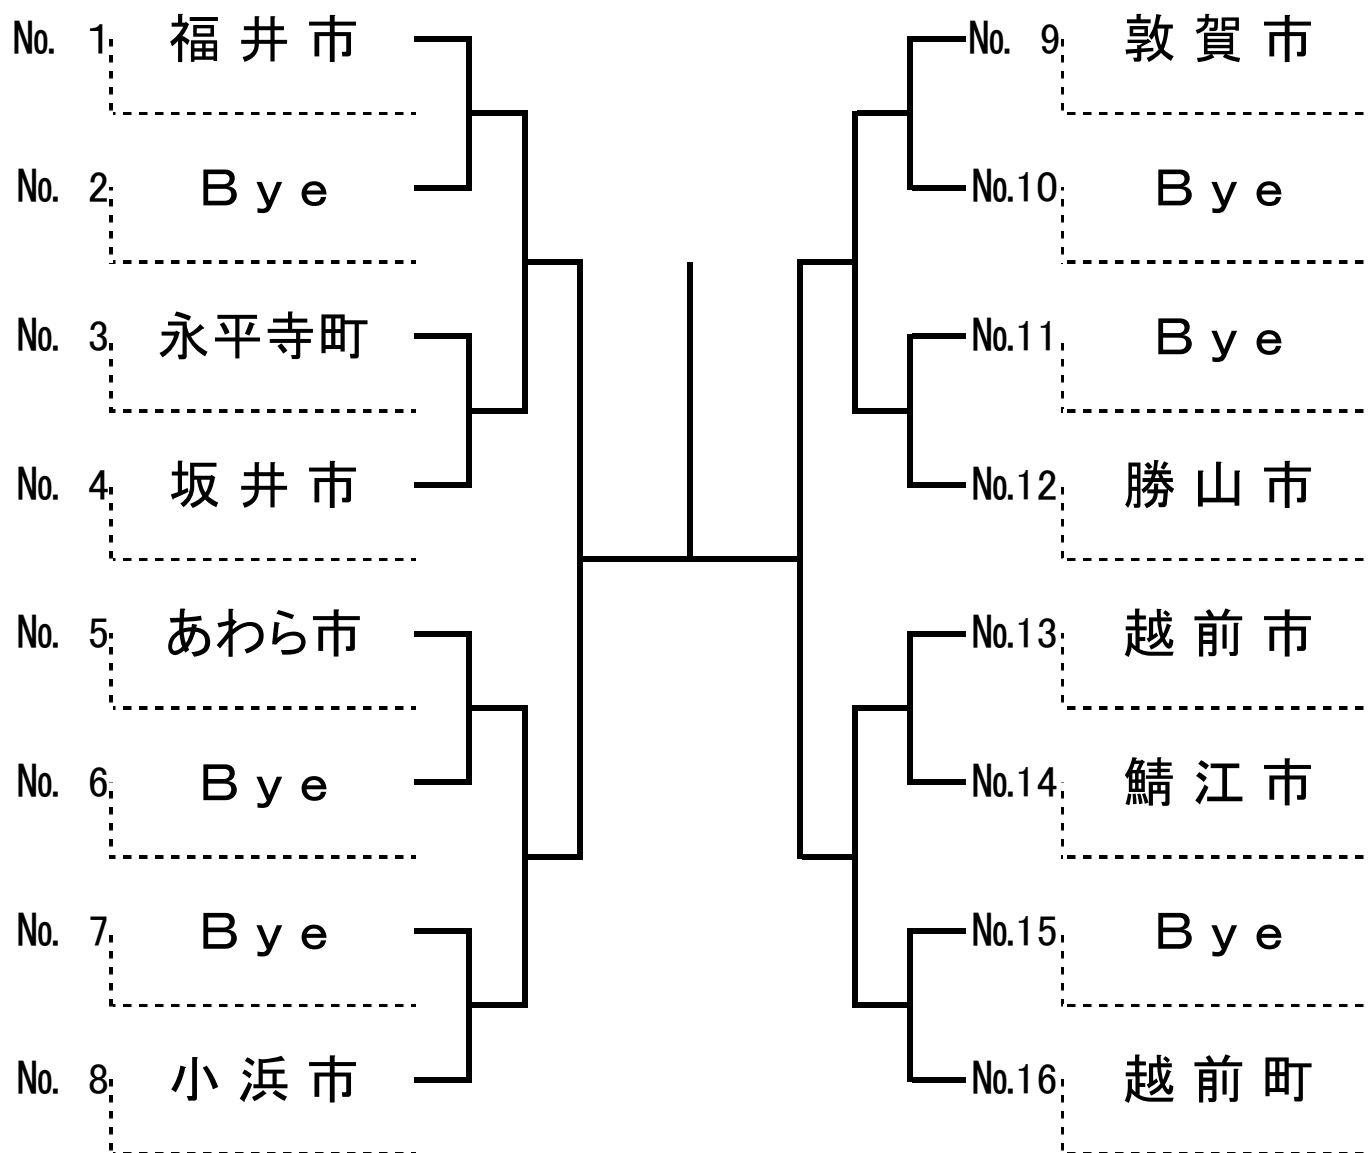 No. 1 福井市
No. 2 Bye
No. 3 永平寺町
No. 4 坂井市
No. 5 あわら市
No. 6 Bye
No. 7 Bye
No. 8 小浜市
No. 9 敦賀市
No.10 Bye
No.11 Bye
No.12 勝山市
No.13 越前市
No.14 鯖江市
No.15 Bye
No.16 越前町